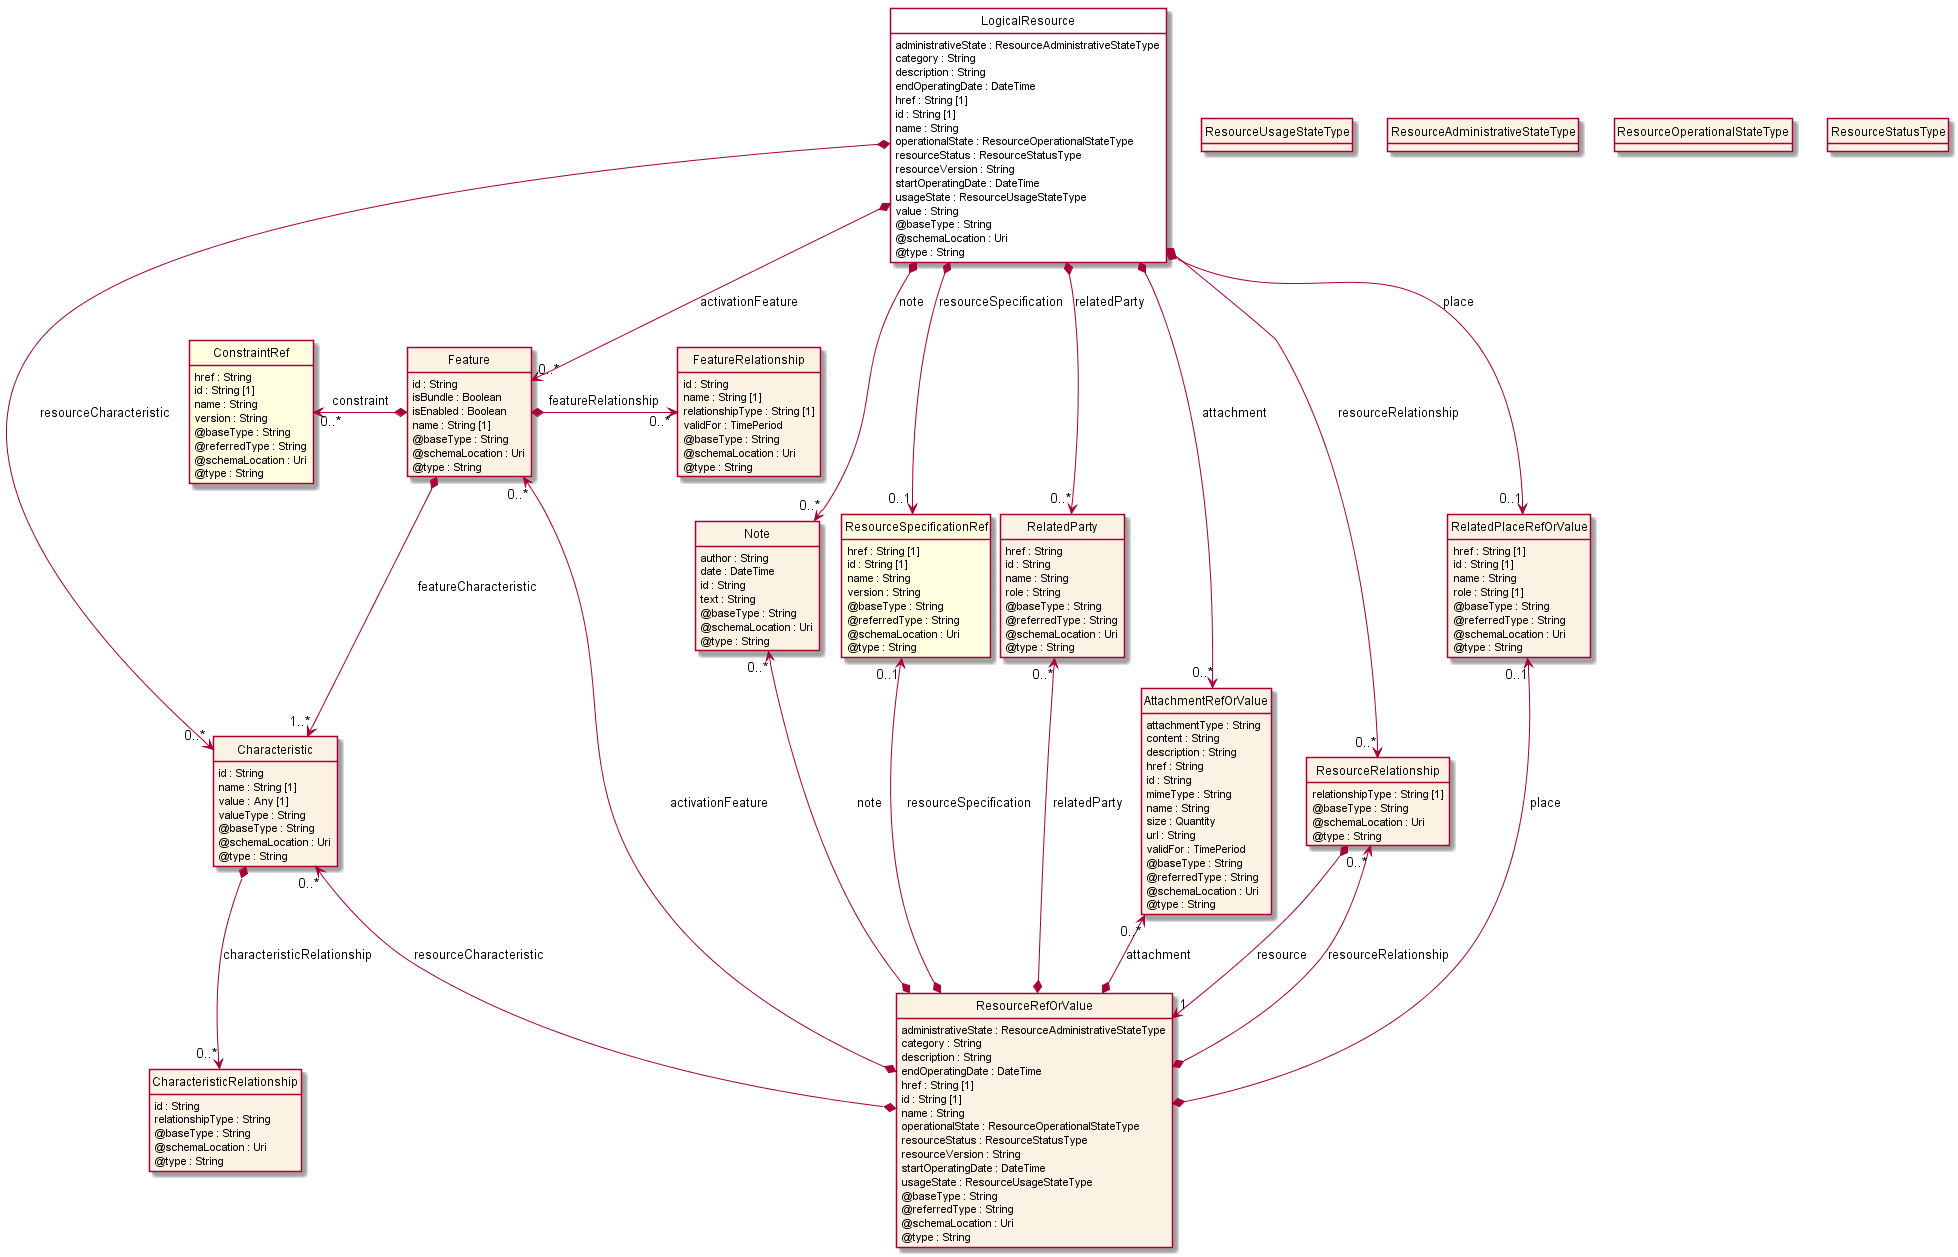 LogicalResource
administrativeState : ResourceAdministrativeStateType
category : String
description : String
endOperatingDate : DateTime
href : String [1]
id : String [1]
name : String
operationalState : ResourceOperationalStateType
resourceStatus : ResourceStatusType
resourceVersion : String
startOperatingDate : DateTime
usageState : ResourceUsageStateType
value : String
@baseType : String
@schemaLocation : Uri
@type : String
ResourceUsageStateType
ResourceAdministrativeStateType
ResourceOperationalStateType
ResourceStatusType
activationFeature
note
resourceSpecification
relatedParty
place
resourceCharacteristic
attachment
resourceRelationship
ConstraintRef
href : String
id : String [1]
name : String
version : String
@baseType : String
@referredType : String
@schemaLocation : Uri
@type : String
constraint
0..*
0..*
Feature
id : String
isBundle : Boolean
isEnabled : Boolean
name : String [1]
@baseType : String
@schemaLocation : Uri
@type : String
featureRelationship
0..*
FeatureRelationship
id : String
name : String [1]
relationshipType : String [1]
validFor : TimePeriod
@baseType : String
@schemaLocation : Uri
@type : String
0..*
0..*
0..1
0..*
0..1
Note
author : String
date : DateTime
id : String
text : String
@baseType : String
@schemaLocation : Uri
@type : String
ResourceSpecificationRef
href : String [1]
id : String [1]
name : String
version : String
@baseType : String
@referredType : String
@schemaLocation : Uri
@type : String
RelatedParty
href : String
id : String
name : String
role : String
@baseType : String
@referredType : String
@schemaLocation : Uri
@type : String
RelatedPlaceRefOrValue
href : String [1]
id : String [1]
name : String
role : String [1]
@baseType : String
@referredType : String
@schemaLocation : Uri
@type : String
featureCharacteristic
0..*
0..1
0..*
0..*
0..1
AttachmentRefOrValue
attachmentType : String
content : String
description : String
href : String
id : String
mimeType : String
name : String
size : Quantity
url : String
validFor : TimePeriod
@baseType : String
@referredType : String
@schemaLocation : Uri
@type : String
1..*
0..*
Characteristic
id : String
name : String [1]
value : Any [1]
valueType : String
@baseType : String
@schemaLocation : Uri
@type : String
0..*
ResourceRelationship
relationshipType : String [1]
@baseType : String
@schemaLocation : Uri
@type : String
activationFeature
note
resourceSpecification
relatedParty
place
0..*
0..*
0..*
characteristicRelationship
resourceCharacteristic
attachment
resource
resourceRelationship
1
0..*
CharacteristicRelationship
id : String
relationshipType : String
@baseType : String
@schemaLocation : Uri
@type : String
ResourceRefOrValue
administrativeState : ResourceAdministrativeStateType
category : String
description : String
endOperatingDate : DateTime
href : String [1]
id : String [1]
name : String
operationalState : ResourceOperationalStateType
resourceStatus : ResourceStatusType
resourceVersion : String
startOperatingDate : DateTime
usageState : ResourceUsageStateType
@baseType : String
@referredType : String
@schemaLocation : Uri
@type : String